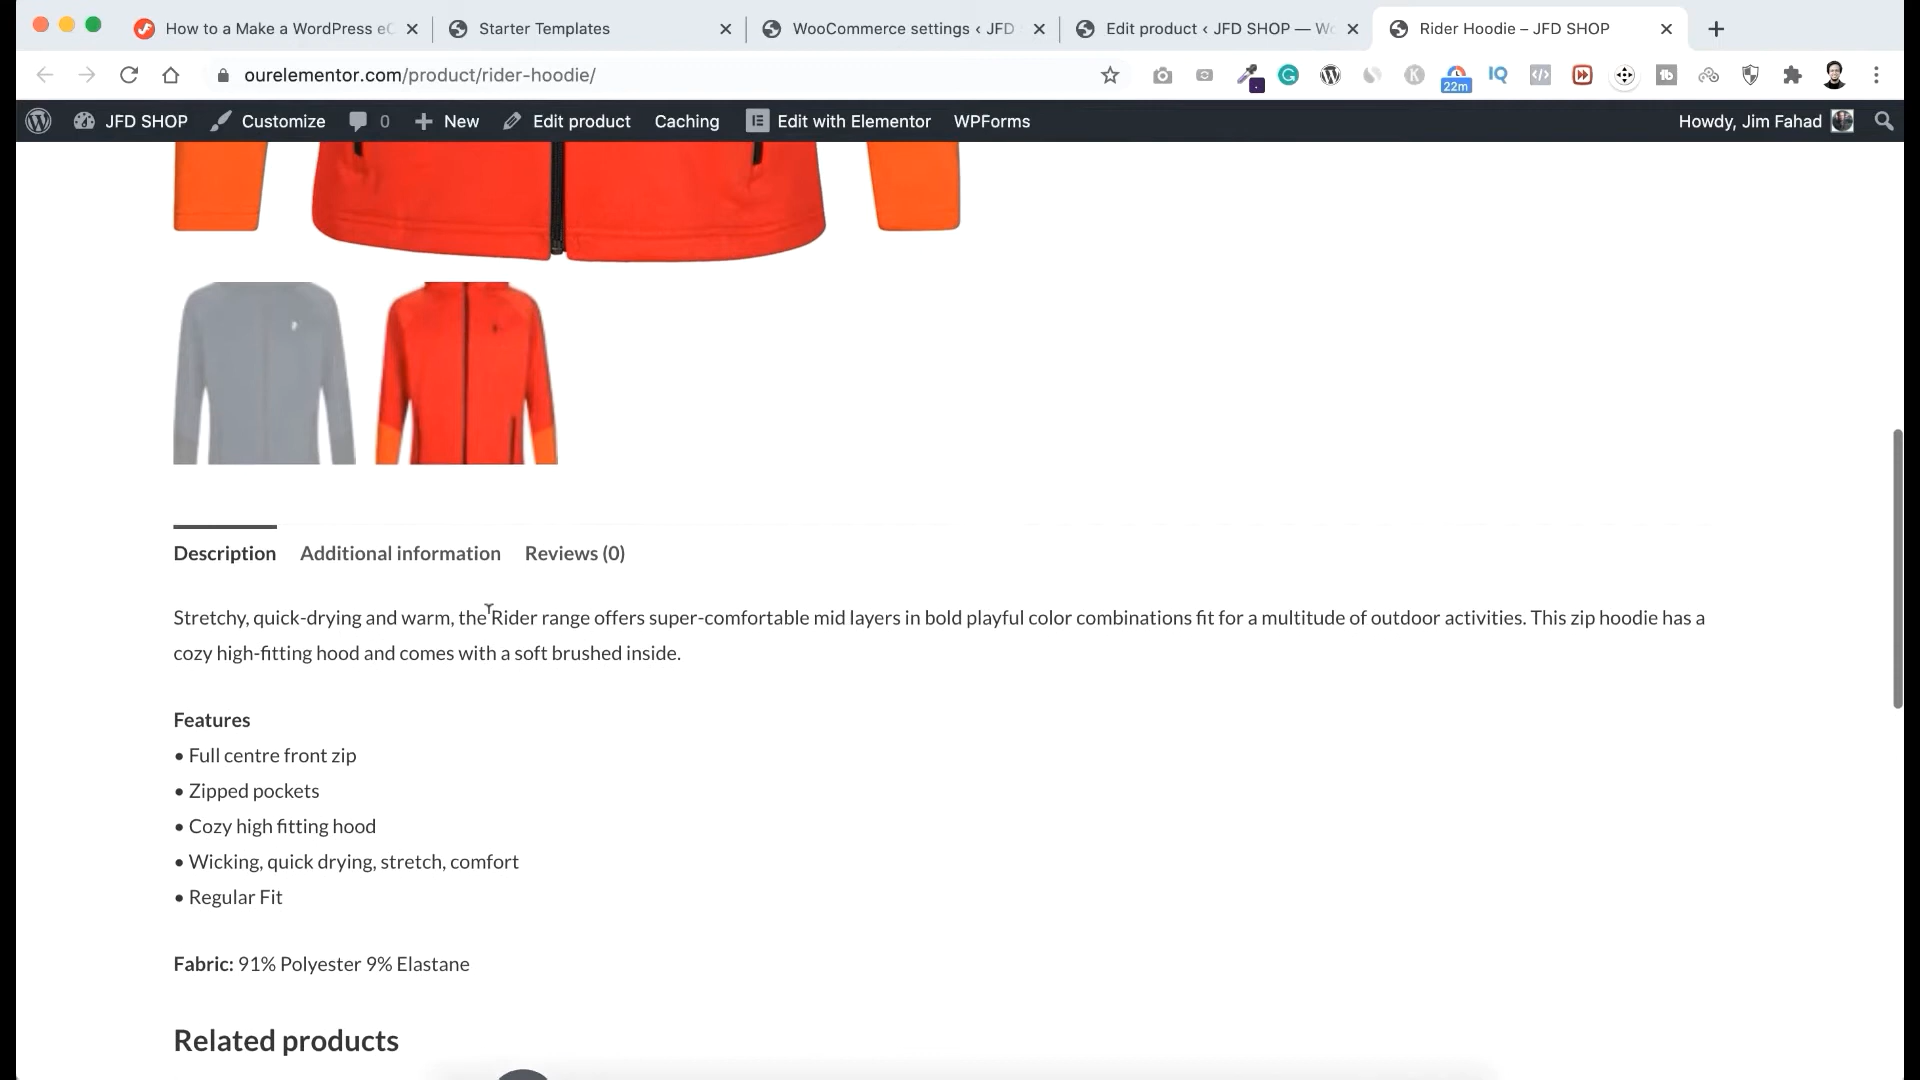 How to a Make a WordPress eC
Starter Templates
WooCommerce settings ‹ JFD
Edit product ‹ JFD SHOP — Wo
Rider Hoodie – JFD SHOP
ourelementor.com/product/rider-hoodie/
22m
IQ
JFD SHOP
Customize
0
New
Edit product
Caching
Edit with Elementor
WPForms
Howdy, Jim Fahad
Description
Additional information
Reviews (0)
Stretchy, quick-drying and warm, the Rider range offers super-comfortable mid layers in bold playful color combinations fit for a multitude of outdoor activities. This zip hoodie has a
cozy high-fitting hood and comes with a soft brushed inside.
Features
• Full centre front zip
• Zipped pockets
• Cozy high fitting hood
• Wicking, quick drying, stretch, comfort
• Regular Fit
Fabric: 91% Polyester 9% Elastane
Related products